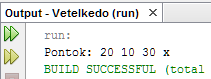 Output - Vetelkedo (run) x
run:
Pontok: 20 10 30 x
BUILD SUCCESSFUL (total